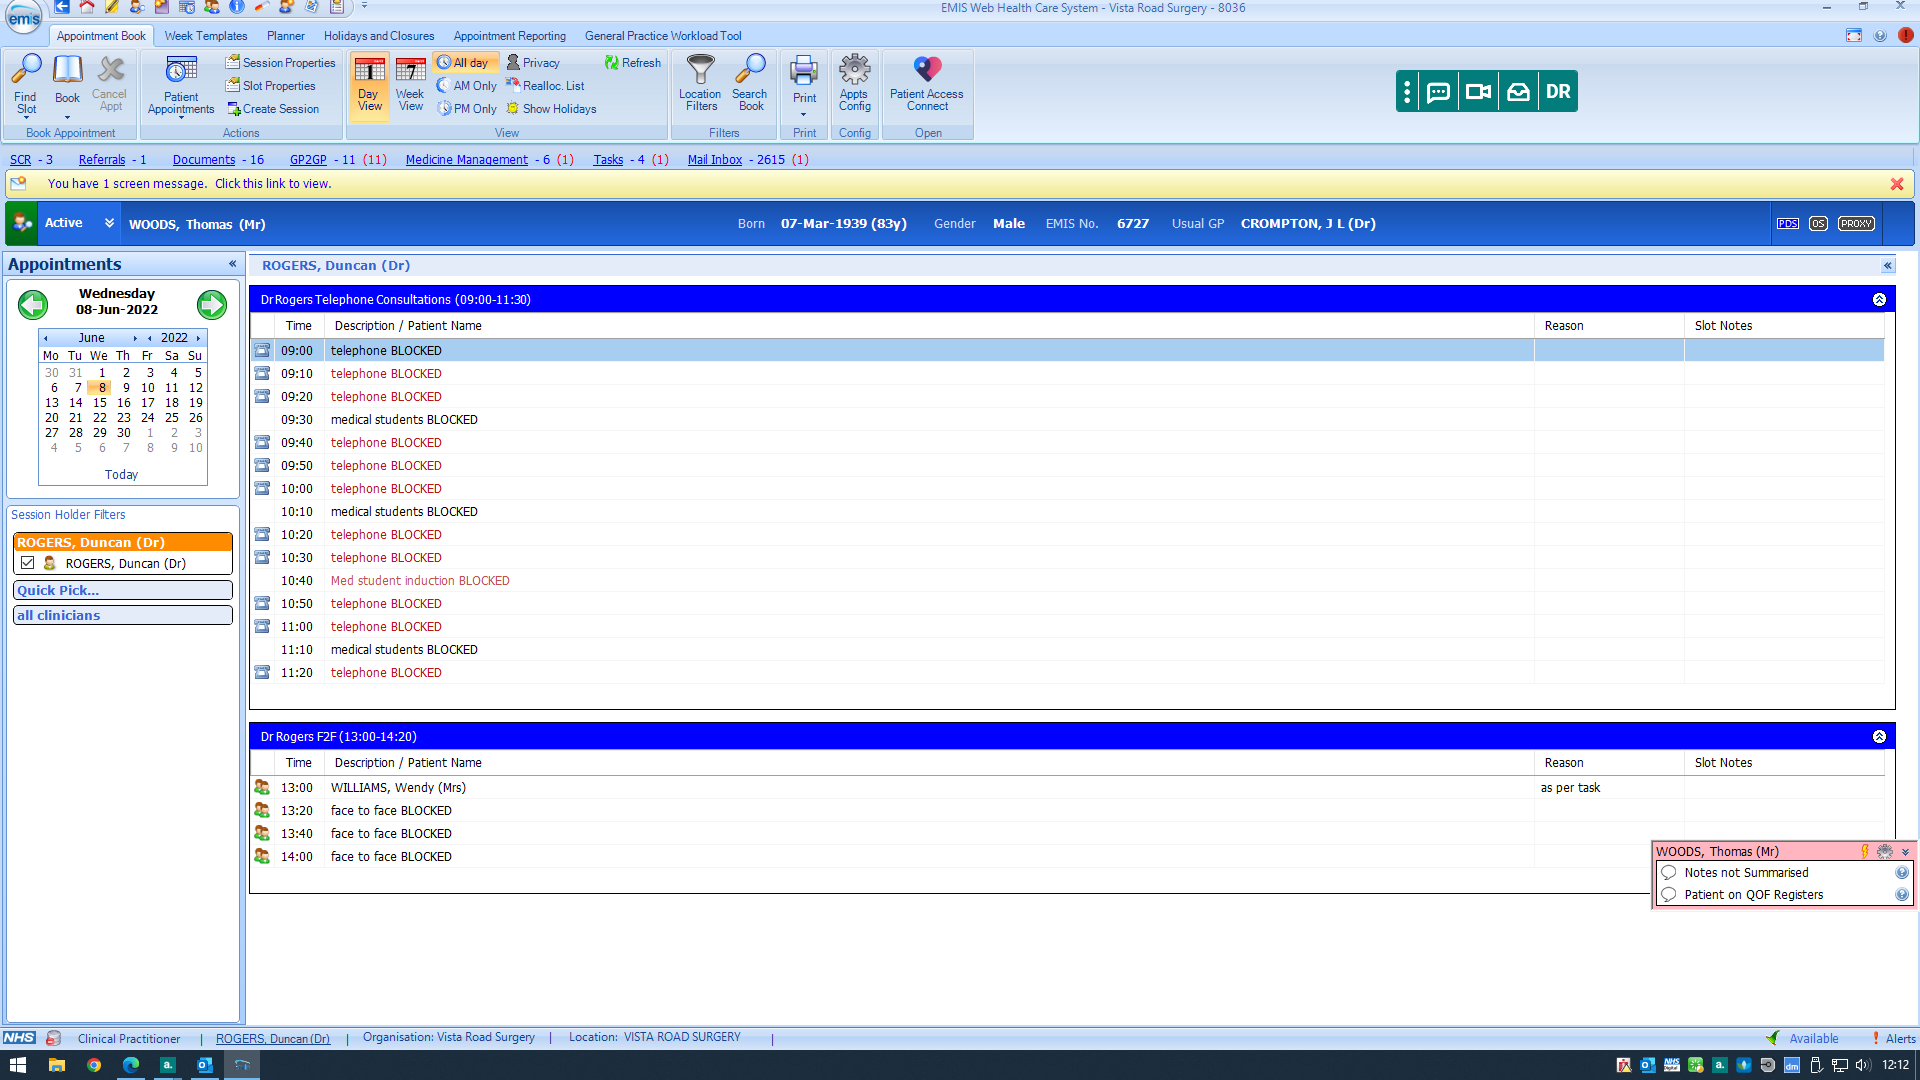 emis
EMIS Web Health Care System - Vista Road Surgery - 8036
Appointment Book Week Templates Planner Holidays and Closures Appointment Reporting General Practice Workload Tool
Find Slot
Book
Cancel Appt
Book Appointment
Patient Appointments
Session Properties
Slot Properties
Create Session
Actions
1 Day View
7 Week View
All day
AM Only
PM Only
Privacy
Realloc. List
Show Holidays
Refresh
View
Location Filters
Search Book
Filters
Print
Print
Appts Config
Config
Patient Access Connect
Open
DR
SCR - 3 Referrals - 1 Documents - 16 GP2GP - 11 (11) Medicine Management - 6 (1) Tasks - 4 (1) Mail Inbox - 2615 (1)
You have 1 screen message. Click this link to view.
Active WOODS, Thomas (Mr) Born 07-Mar-1939 (83y) Gender Male EMIS No. 6727 Usual GP CROMPTON, J L (Dr) PDS OS PROXY
Appointments «
Wednesday
08-Jun-2022
June 2022
Mo Tu We Th Fr Sa Su
30 31 1 2 3 4 5
6 7 8 9 10 11 12
13 14 15 16 17 18 19
20 21 22 23 24 25 26
27 28 29 30 1 2 3
4 5 6 7 8 9 10
Today
Session Holder Filters
ROGERS, Duncan (Dr)
ROGERS, Duncan (Dr)
Quick Pick...
all clinicians
ROGERS, Duncan (Dr) «
Dr Rogers Telephone Consultations (09:00-11:30)
Time Description / Patient Name Reason Slot Notes
09:00 telephone BLOCKED
09:10 telephone BLOCKED
09:20 telephone BLOCKED
09:30 medical students BLOCKED
09:40 telephone BLOCKED
09:50 telephone BLOCKED
10:00 telephone BLOCKED
10:10 medical students BLOCKED
10:20 telephone BLOCKED
10:30 telephone BLOCKED
10:40 Med student induction BLOCKED
10:50 telephone BLOCKED
11:00 telephone BLOCKED
11:10 medical students BLOCKED
11:20 telephone BLOCKED
Dr Rogers F2F (13:00-14:20)
Time Description / Patient Name Reason Slot Notes
13:00 WILLIAMS, Wendy (Mrs) as per task
13:20 face to face BLOCKED
13:40 face to face BLOCKED
14:00 face to face BLOCKED
WOODS, Thomas (Mr)
Notes not Summarised
Patient on QOF Registers
NHS Clinical Practitioner | ROGERS, Duncan (Dr) | Organisation: Vista Road Surgery | Location: VISTA ROAD SURGERY | Available Alerts
a. a. dm 12:12